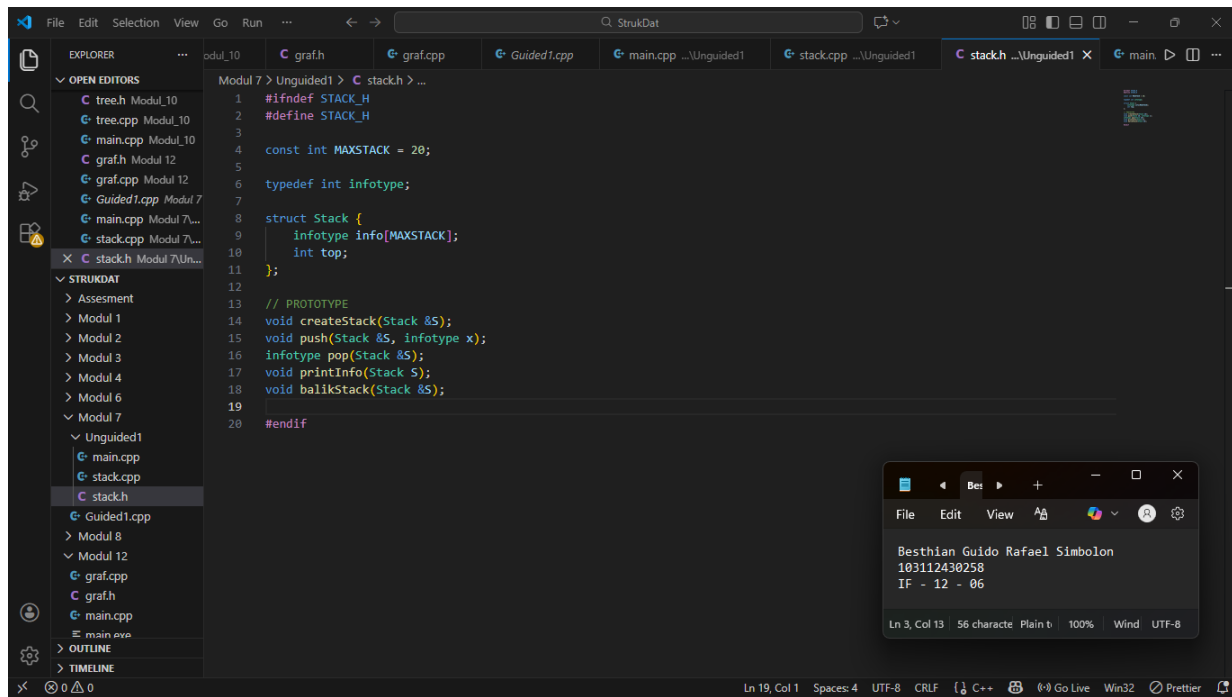 File Edit Selection View Go Run ··· StrukDat
EXPLORER ···
OPEN EDITORS
C tree.h Modul_10
tree.cpp Modul_10
main.cpp Modul_10
C graf.h Modul 12
graf.cpp Modul 12
Guided1.cpp Modul 7
main.cpp Modul 7\...
stack.cpp Modul 7\...
C stack.h Modul 7\Un...
STRUKDAT
Assesment
Modul 1
Modul 2
Modul 3
Modul 4
Modul 6
Modul 7
Unguided1
main.cpp
stack.cpp
C stack.h
Guided1.cpp
Modul 8
Modul 12
graf.cpp
C graf.h
main.cpp
main.exe
OUTLINE
TIMELINE
odul_10 C graf.h graf.cpp Guided1.cpp main.cpp ...\Unguided1 stack.cpp ...\Unguided1 C stack.h ...\Unguided1 main.
Modul 7 > Unguided1 > C stack.h > ...
1 #ifndef STACK_H
2 #define STACK_H
3
4 const int MAXSTACK = 20;
5
6 typedef int infotype;
7
8 struct Stack {
9 infotype info[MAXSTACK];
10 int top;
11 };
12
13 // PROTOTYPE
14 void createStack(Stack &S);
15 void push(Stack &S, infotype x);
16 infotype pop(Stack &S);
17 void printInfo(Stack S);
18 void balikStack(Stack &S);
19
20 #endif
Bes
File Edit View
Besthian Guido Rafael Simbolon
103112430258
IF - 12 - 06
Ln 3, Col 13 56 characte Plain t 100% Wind UTF-8
0 0 Ln 19, Col 1 Spaces: 4 UTF-8 CRLF {} C++ Go Live Win32 Prettier